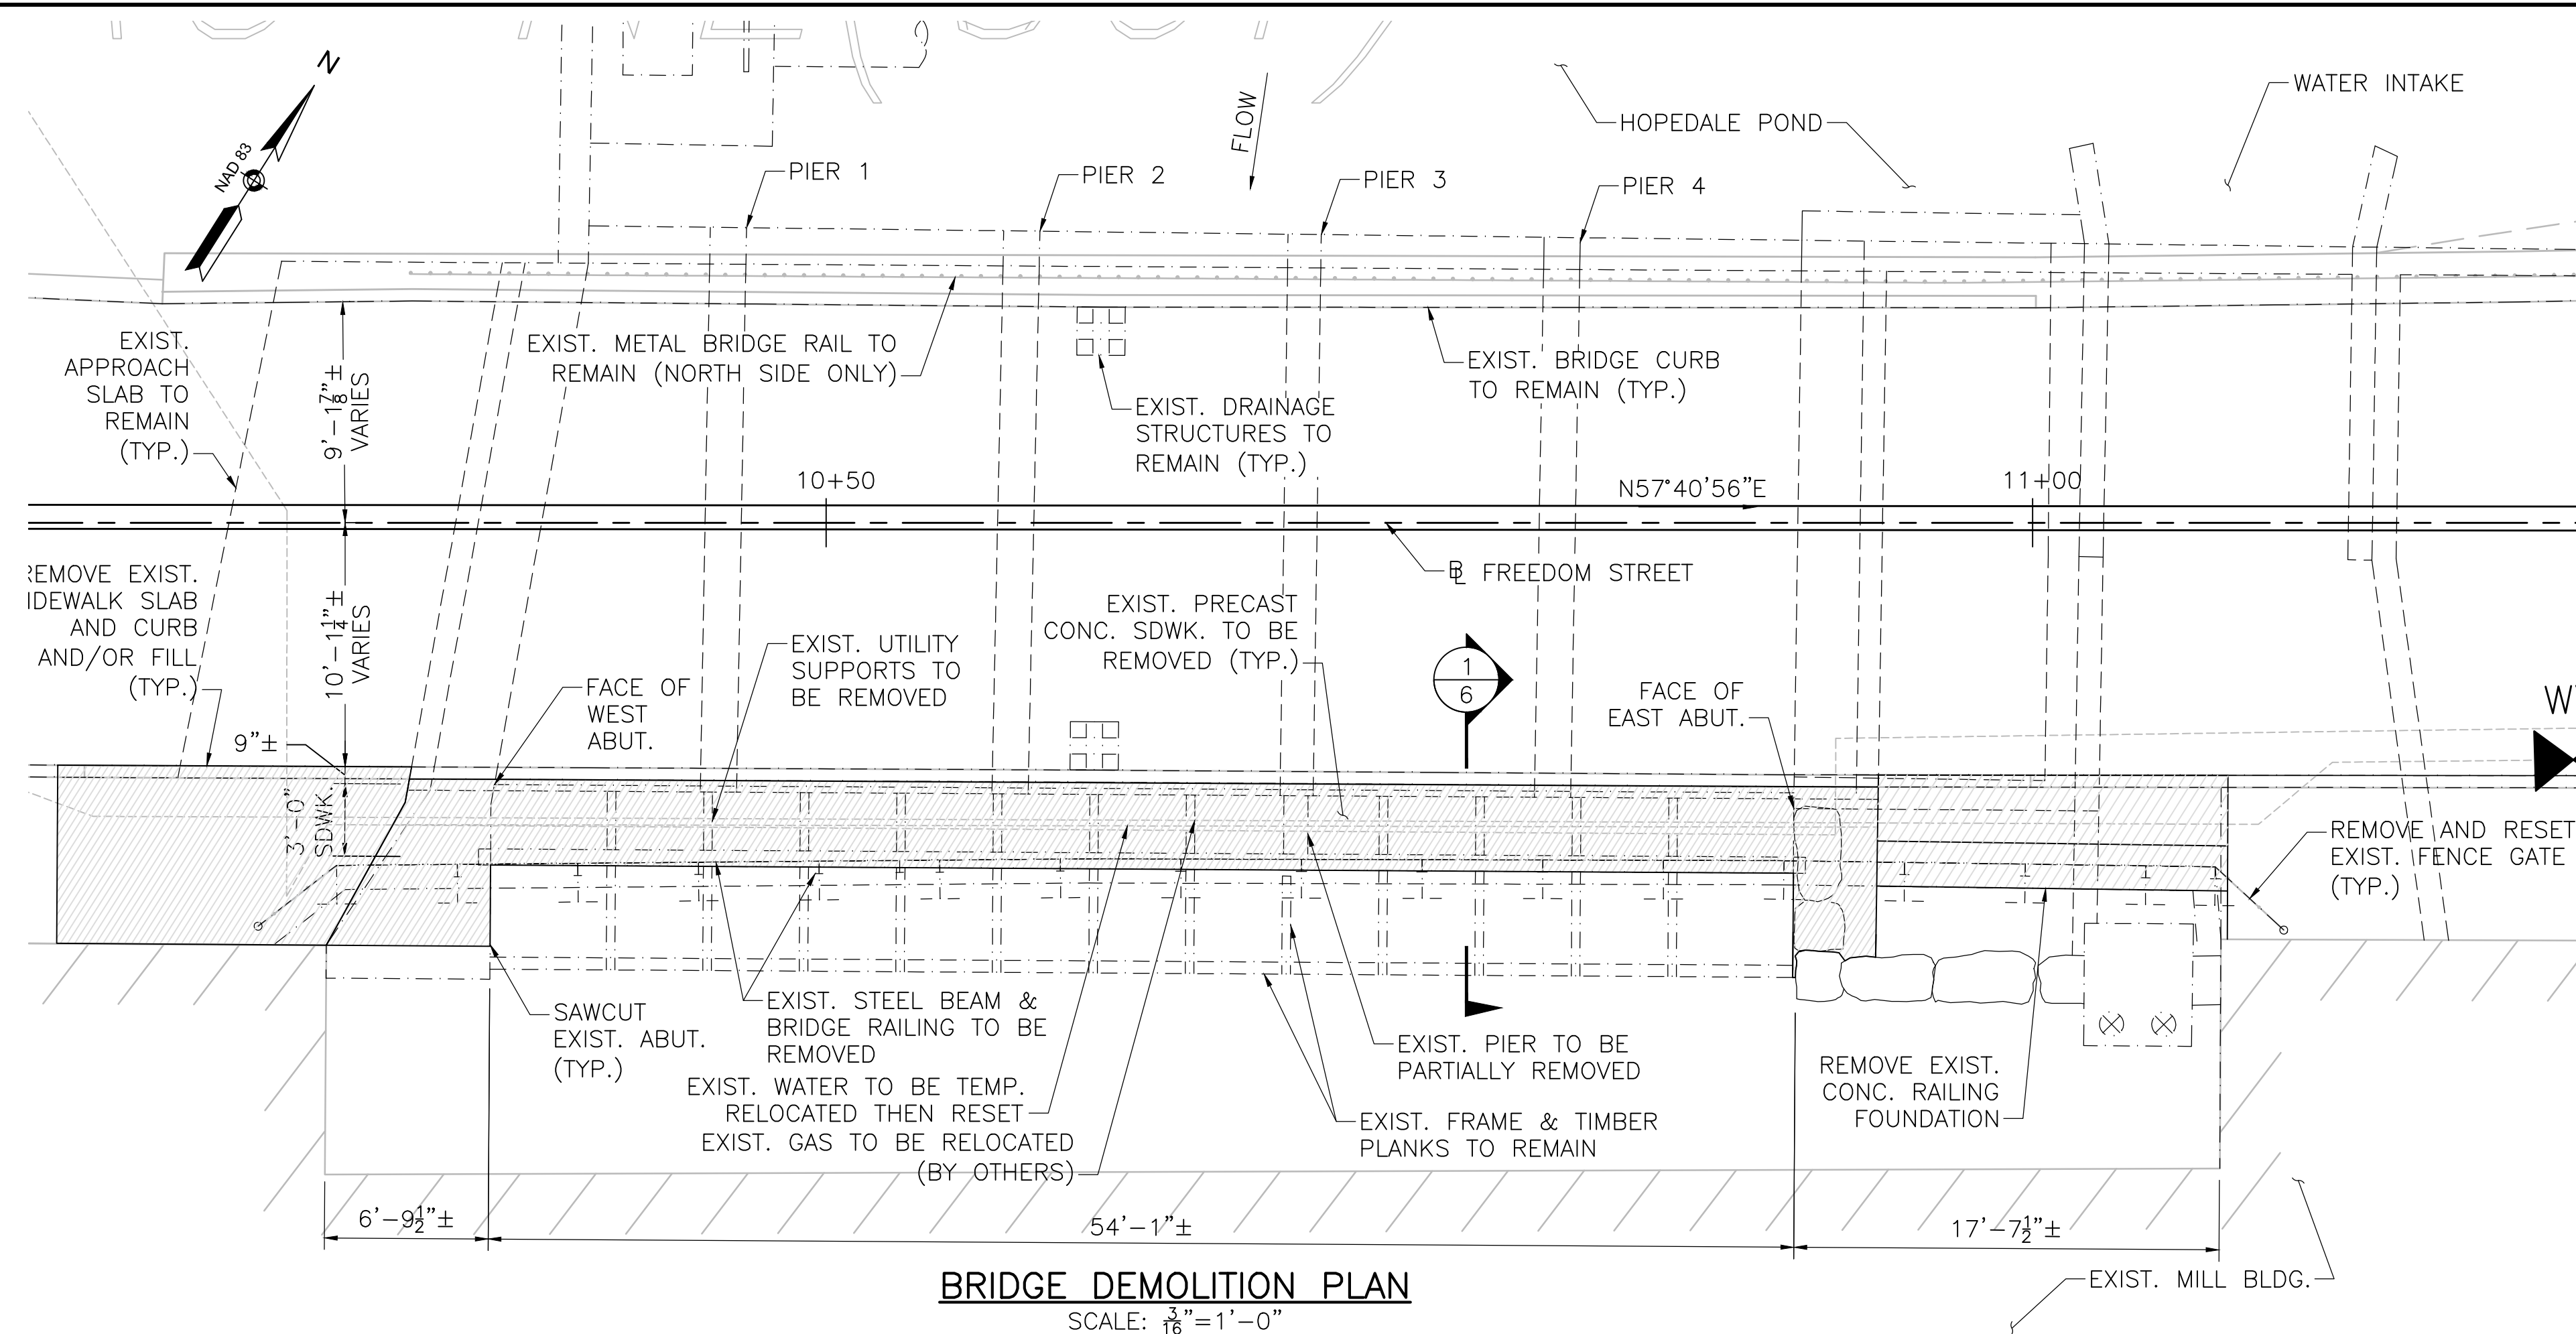 N
NAD 83
FLOW
WATER INTAKE
HOPEDALE POND
PIER 1
PIER 2
PIER 3
PIER 4
EXIST.
APPROACH
SLAB TO
REMAIN
(TYP.)
9'-1 7/8"±
VARIES
EXIST. METAL BRIDGE RAIL TO
REMAIN (NORTH SIDE ONLY)
EXIST. DRAINAGE
STRUCTURES TO
REMAIN (TYP.)
EXIST. BRIDGE CURB
TO REMAIN (TYP.)
10+50
N57°40'56"E
11+00
℄ FREEDOM STREET
REMOVE EXIST.
IDEWALK SLAB
AND CURB
AND/OR FILL
(TYP.)
10'-1 1/4"±
VARIES
9"±
3'-0"
SDWK.
FACE OF
WEST
ABUT.
EXIST. UTILITY
SUPPORTS TO
BE REMOVED
EXIST. PRECAST
CONC. SDWK. TO BE
REMOVED (TYP.)
1
6
FACE OF
EAST ABUT.
REMOVE AND RESET
EXIST. FENCE GATE
(TYP.)
SAWCUT
EXIST. ABUT.
(TYP.)
EXIST. STEEL BEAM &
BRIDGE RAILING TO BE
REMOVED
EXIST. WATER TO BE TEMP.
RELOCATED THEN RESET
EXIST. GAS TO BE RELOCATED
(BY OTHERS)
EXIST. PIER TO BE
PARTIALLY REMOVED
EXIST. FRAME & TIMBER
PLANKS TO REMAIN
REMOVE EXIST.
CONC. RAILING
FOUNDATION
6'-9 1/2"±
54'-1"±
17'-7 1/2"±
EXIST. MILL BLDG.
BRIDGE DEMOLITION PLAN
SCALE: 3/16"=1'-0"